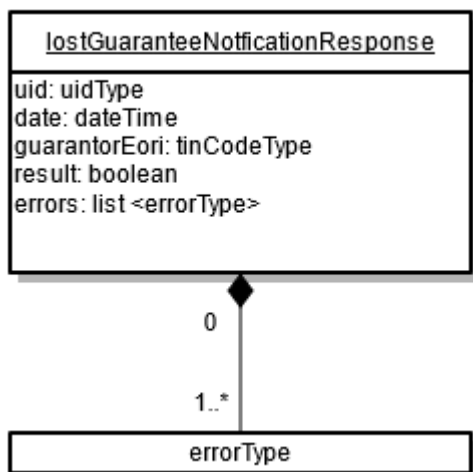 lostGuaranteeNotficationResponse
uid: uidType
date: dateTime
guarantorEori: tinCodeType
result: boolean
errors: list <errorType>
0
1..*
errorType